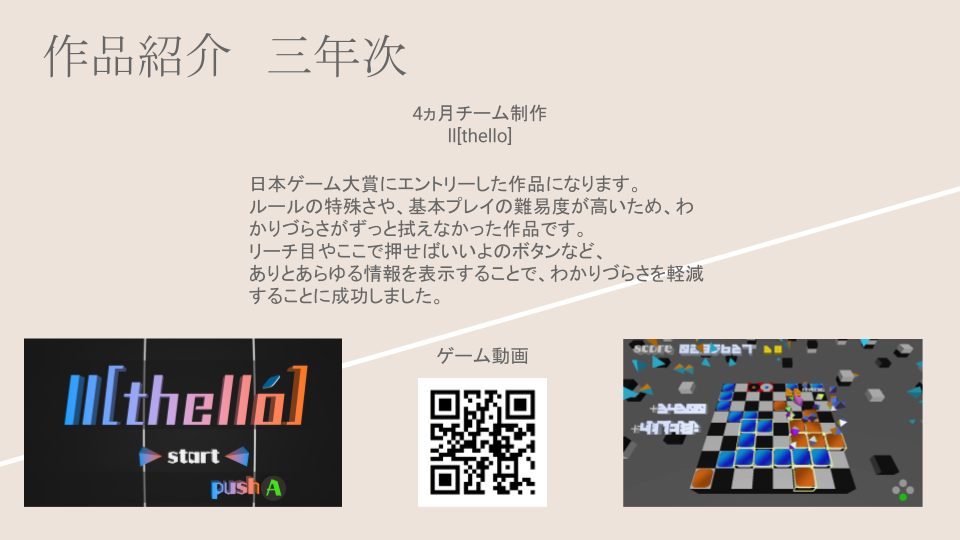 作品紹介　三年次
4ヵ月チーム制作
ll[thello]
日本ゲーム大賞にエントリーした作品になります。
ルールの特殊さや、基本プレイの難易度が高いため、わ
かりづらさがずっと拭えなかった作品です。
リーチ目やここで押せばいいよのボタンなど、
ありとあらゆる情報を表示することで、わかりづらさを軽減
することに成功しました。
ゲーム動画
ll[thello]
start
push A
score